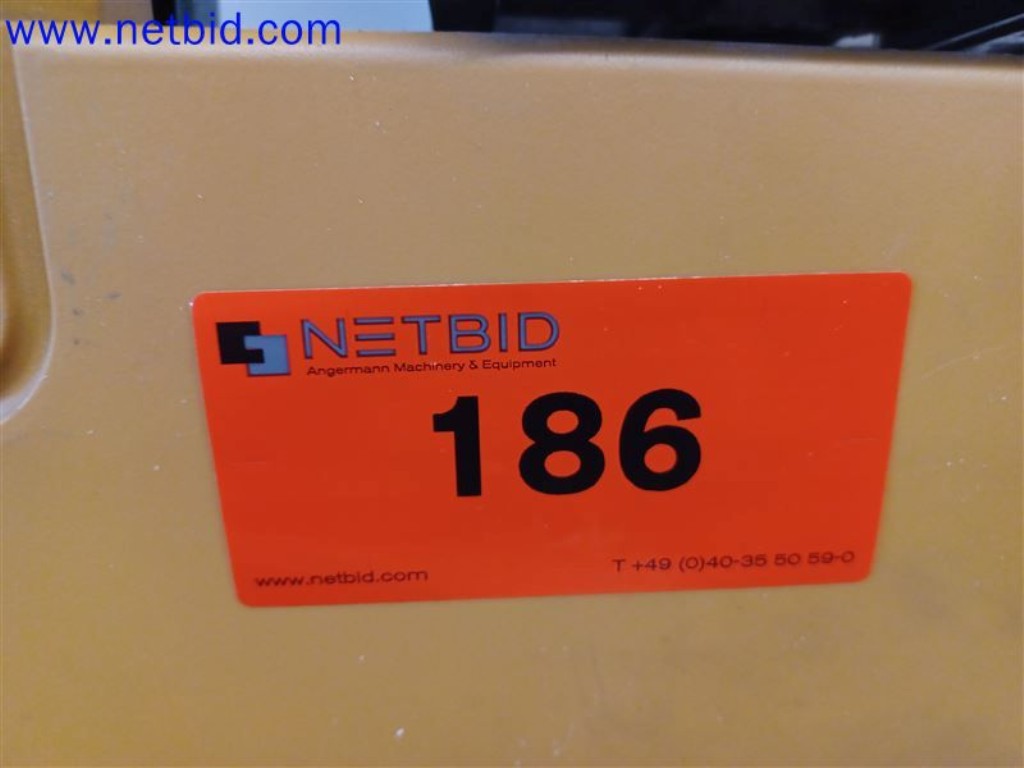 www.netbid.com
NETBID
Angermann Machinery & Equipment
186
www.netbid.com
T +49 (0)40-35 50 59-0